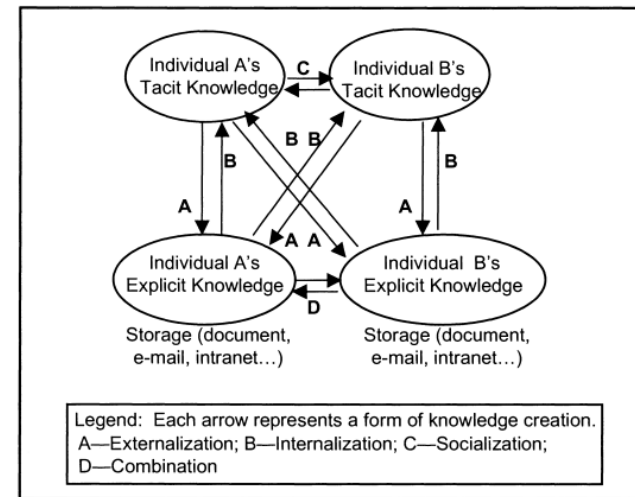 Individual A's
Tacit Knowledge
C
Individual B's
Tacit Knowledge
B B
B
B
A
A
A A
Individual A's
Explicit Knowledge
Individual B's
Explicit Knowledge
D
Storage (document,
e-mail, intranet…)
Storage (document,
e-mail, intranet…)
Legend: Each arrow represents a form of knowledge creation.
A—Externalization; B—Internalization; C—Socialization;
D—Combination